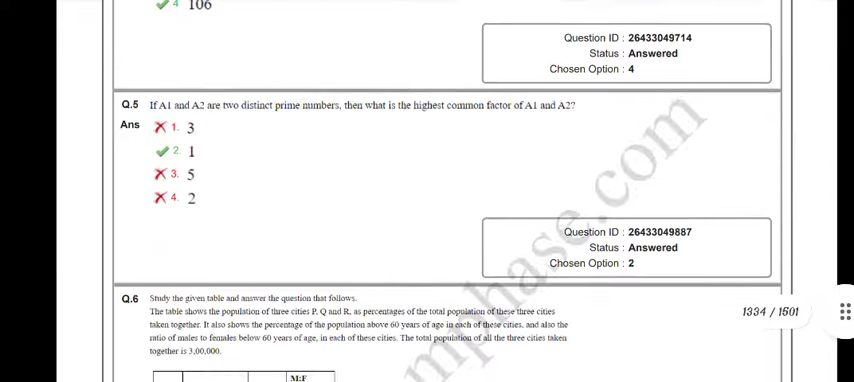 4 106
Question ID : 26433049714
Status : Answered
Chosen Option : 4
Q.5 If A1 and A2 are two distinct prime numbers, then what is the highest common factor of A1 and A2?
Ans 1. 3
2. 1
3. 5
4. 2
Question ID : 26433049887
Status : Answered
Chosen Option : 2
Q.6 Study the given table and answer the question that follows.
The table shows the population of three cities P, Q and R, as percentages of the total population of these three cities
taken together. It also shows the percentage of the population above 60 years of age in each of these cities, and also the
ratio of males to females below 60 years of age, in each of these cities. The total population of all the three cities taken
together is 3,00,000.
1334 / 1501
M:F
mphase.com